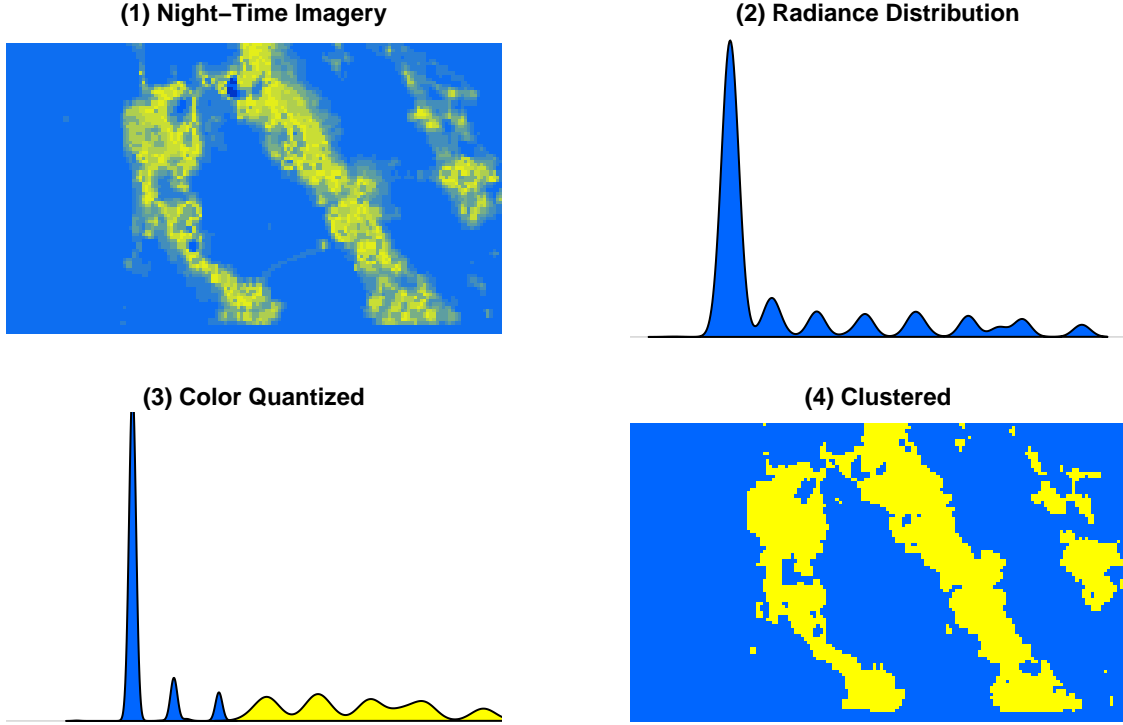 (1) Night−Time Imagery
(2) Radiance Distribution
(3) Color Quantized
(4) Clustered